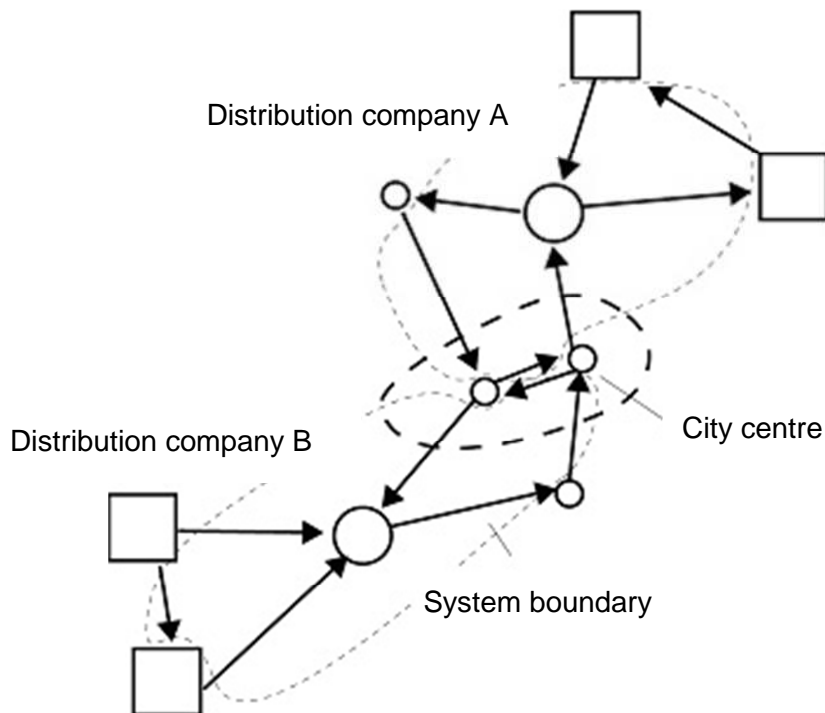 Distribution company A
City centre
Distribution company B
System boundary